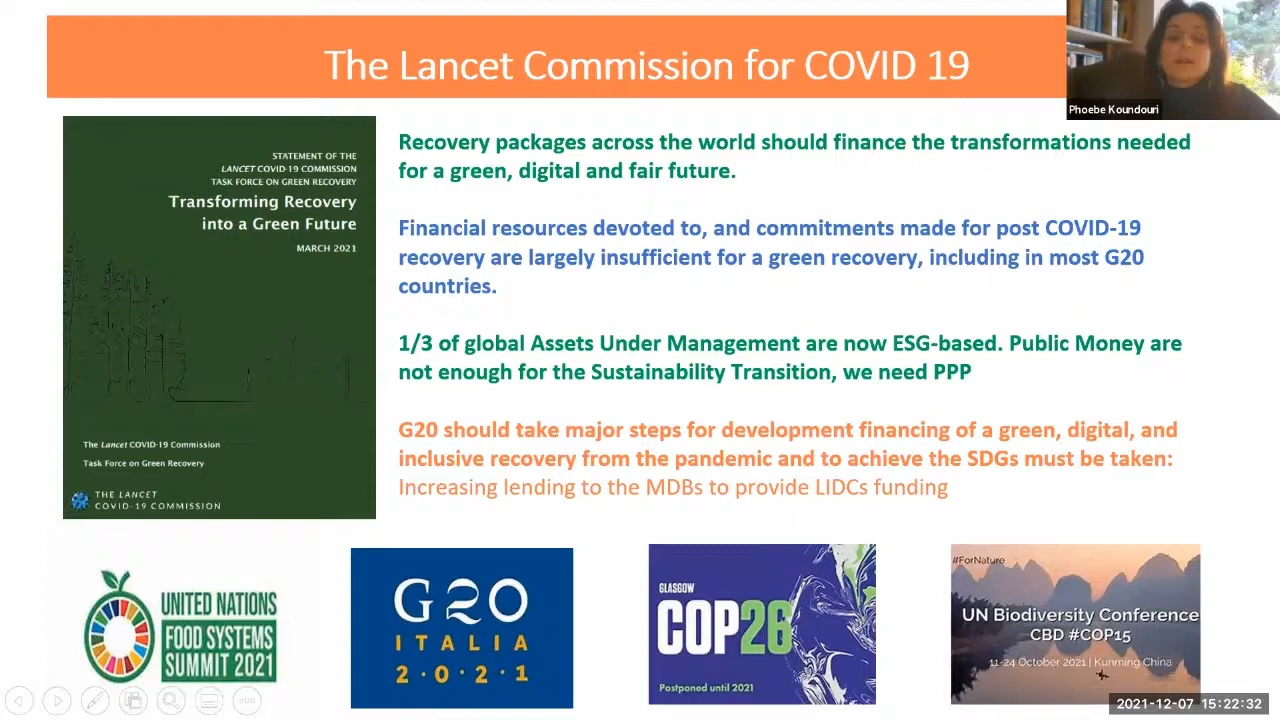 The Lancet Commission for COVID 19
Phoebe Koundouri
STATEMENT OF THE
LANCET COVID-19 COMMISSION
TASK FORCE ON GREEN RECOVERY
Transforming Recovery
into a Green Future
MARCH 2021
The Lancet COVID-19 Commission
Task Force on Green Recovery
THE LANCET
COVID-19 COMMISSION
Recovery packages across the world should finance the transformations needed
for a green, digital and fair future.
Financial resources devoted to, and commitments made for post COVID-19
recovery are largely insufficient for a green recovery, including in most G20
countries.
1/3 of global Assets Under Management are now ESG-based. Public Money are
not enough for the Sustainability Transition, we need PPP
G20 should take major steps for development financing of a green, digital, and
inclusive recovery from the pandemic and to achieve the SDGs must be taken:
Increasing lending to the MDBs to provide LIDCs funding
UNITED NATIONS
FOOD SYSTEMS
SUMMIT 2021
G20
ITALIA
2·0·2·1
GLASGOW
COP26
Postponed until 2021
#ForNature
UN Biodiversity Conference
CBD #COP15
11-24 October 2021 | Kunming China
2021-12-07 15:22:32